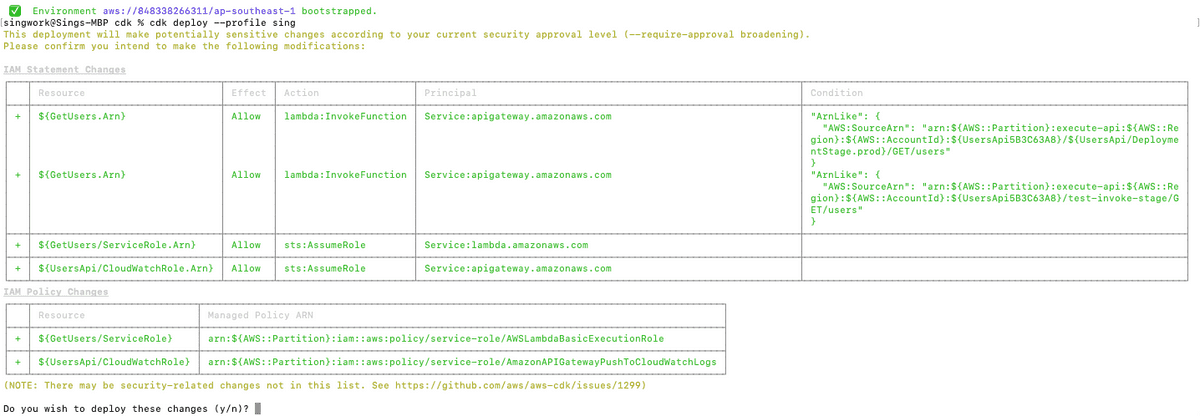 ✅ Environment aws://848338266311/ap-southeast-1 bootstrapped.
[singwork@Sings-MBP cdk % cdk deploy --profile sing ]
This deployment will make potentially sensitive changes according to your current security approval level (--require-approval broadening).
Please confirm you intend to make the following modifications:
IAM Statement Changes
Resource Effect Action Principal Condition
+ ${GetUsers.Arn} Allow lambda:InvokeFunction Service:apigateway.amazonaws.com "ArnLike": {
"AWS:SourceArn": "arn:${AWS::Partition}:execute-api:${AWS::Re
gion}:${AWS::AccountId}:${UsersApi5B3C63A8}/${UsersApi/Deployme
ntStage.prod}/GET/users"
}
+ ${GetUsers.Arn} Allow lambda:InvokeFunction Service:apigateway.amazonaws.com "ArnLike": {
"AWS:SourceArn": "arn:${AWS::Partition}:execute-api:${AWS::Re
gion}:${AWS::AccountId}:${UsersApi5B3C63A8}/test-invoke-stage/G
ET/users"
}
+ ${GetUsers/ServiceRole.Arn} Allow sts:AssumeRole Service:lambda.amazonaws.com
+ ${UsersApi/CloudWatchRole.Arn} Allow sts:AssumeRole Service:apigateway.amazonaws.com
IAM Policy Changes
Resource Managed Policy ARN
+ ${GetUsers/ServiceRole} arn:${AWS::Partition}:iam::aws:policy/service-role/AWSLambdaBasicExecutionRole
+ ${UsersApi/CloudWatchRole} arn:${AWS::Partition}:iam::aws:policy/service-role/AmazonAPIGatewayPushToCloudWatchLogs
(NOTE: There may be security-related changes not in this list. See https://github.com/aws/aws-cdk/issues/1299)
Do you wish to deploy these changes (y/n)?